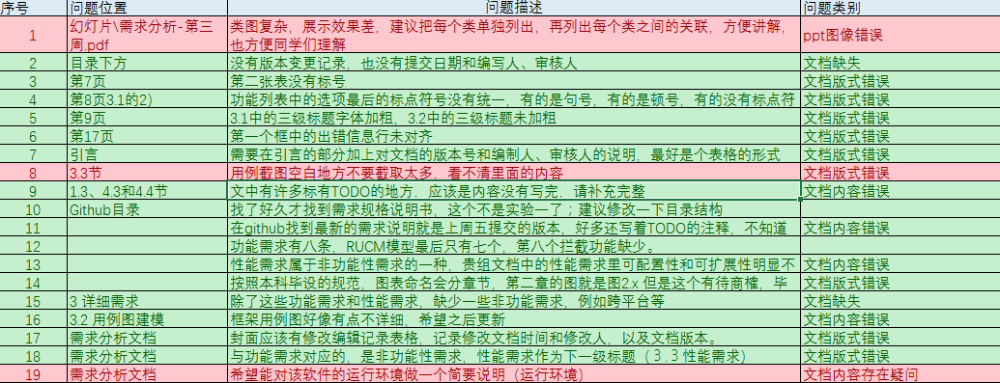 序号 问题位置 问题描述 问题类别
1 幻灯片\需求分析-第三周.pdf 类图复杂，展示效果差，建议把每个类单独列出，再列出每个类之间的关联，方便讲解，也方便同学们理解 ppt图像错误
2 目录下方 没有版本变更记录，也没有提交日期和编写人、审核人 文档缺失
3 第7页 第二张表没有标号 文档版式错误
4 第8页3.1的2) 功能列表中的选项最后的标点符号没有统一，有的是句号，有的是顿号，有的没有标点符 文档版式错误
5 第9页 3.1中的三级标题字体加粗，3.2中的三级标题未加粗 文档版式错误
6 第17页 第一个框中的出错信息行未对齐 文档版式错误
7 引言 需要在引言的部分加上对文档的版本号和编制人、审核人的说明，最好是个表格的形式 文档版式错误
8 3.3节 用例截图空白地方不要截取太多，看不清里面的内容 文档版式错误
9 1.3、4.3和4.4节 文中有许多标有TODO的地方，应该是内容没有写完，请补充完整 文档内容错误
10 Github目录 找了好久才找到需求规格说明书，这个不是实验一了；建议修改一下目录结构
11 在github找到最新的需求说明就是上周五提交的版本，好多还写着TODO的注释，不知道 文档内容错误
12 功能需求有八条，RUCM模型最后只有七个，第八个拦截功能缺少。
13 性能需求属于非功能性需求的一种，贵组文档中的性能需求里可配置性和可扩展性明显不 文档内容错误
14 按照本科毕设的规范，图表命名会分章节，第二章的图就是图2.x 但是这个有待商榷，毕 文档版式错误
15 3 详细需求 除了这些功能需求和性能需求，缺少一些非功能需求，例如跨平台等 文档缺失
16 3.2 用例图建模 框架用例图好像有点不详细，希望之后更新 文档内容错误
17 需求分析文档 封面应该有修改编辑记录表格，记录修改文档时间和修改人，以及文档版本。 文档版式错误
18 需求分析文档 与功能需求对应的，是非功能性需求，性能需求作为下一级标题（3.3性能需求） 文档版式错误
19 需求分析文档 希望能对该软件的运行环境做一个简要说明（运行环境） 文档内容存在疑问